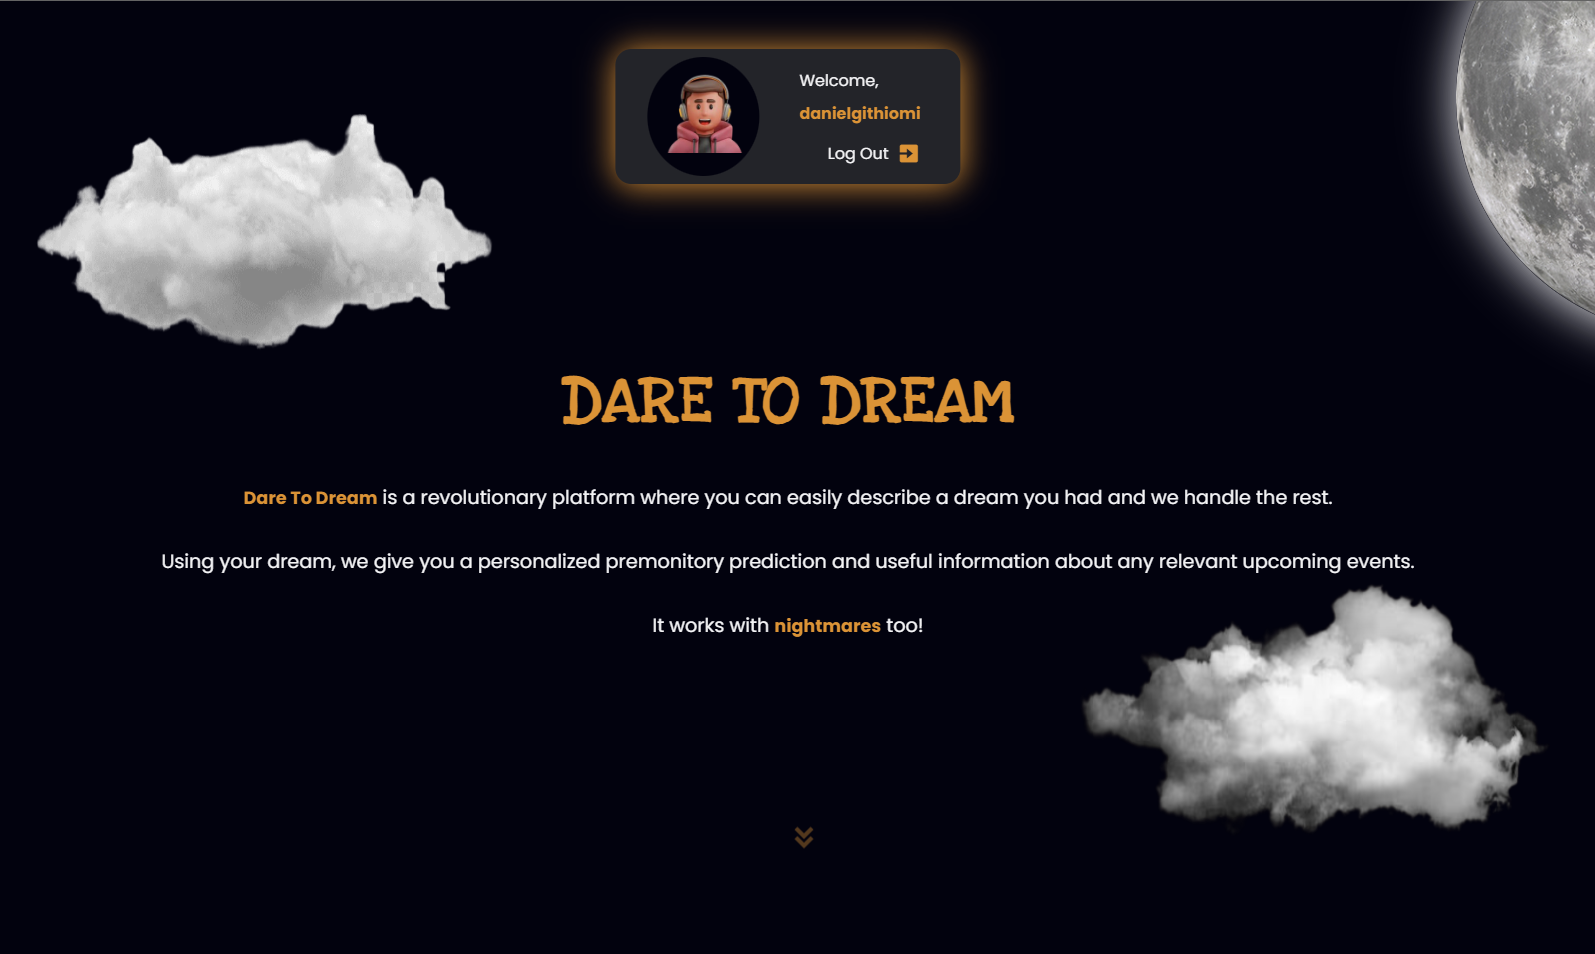 Welcome,
danielgithiomi
Log Out
DARE TO DREAM
Dare To Dream is a revolutionary platform where you can easily describe a dream you had and we handle the rest.
Using your dream, we give you a personalized premonitory prediction and useful information about any relevant upcoming events.
It works with nightmares too!